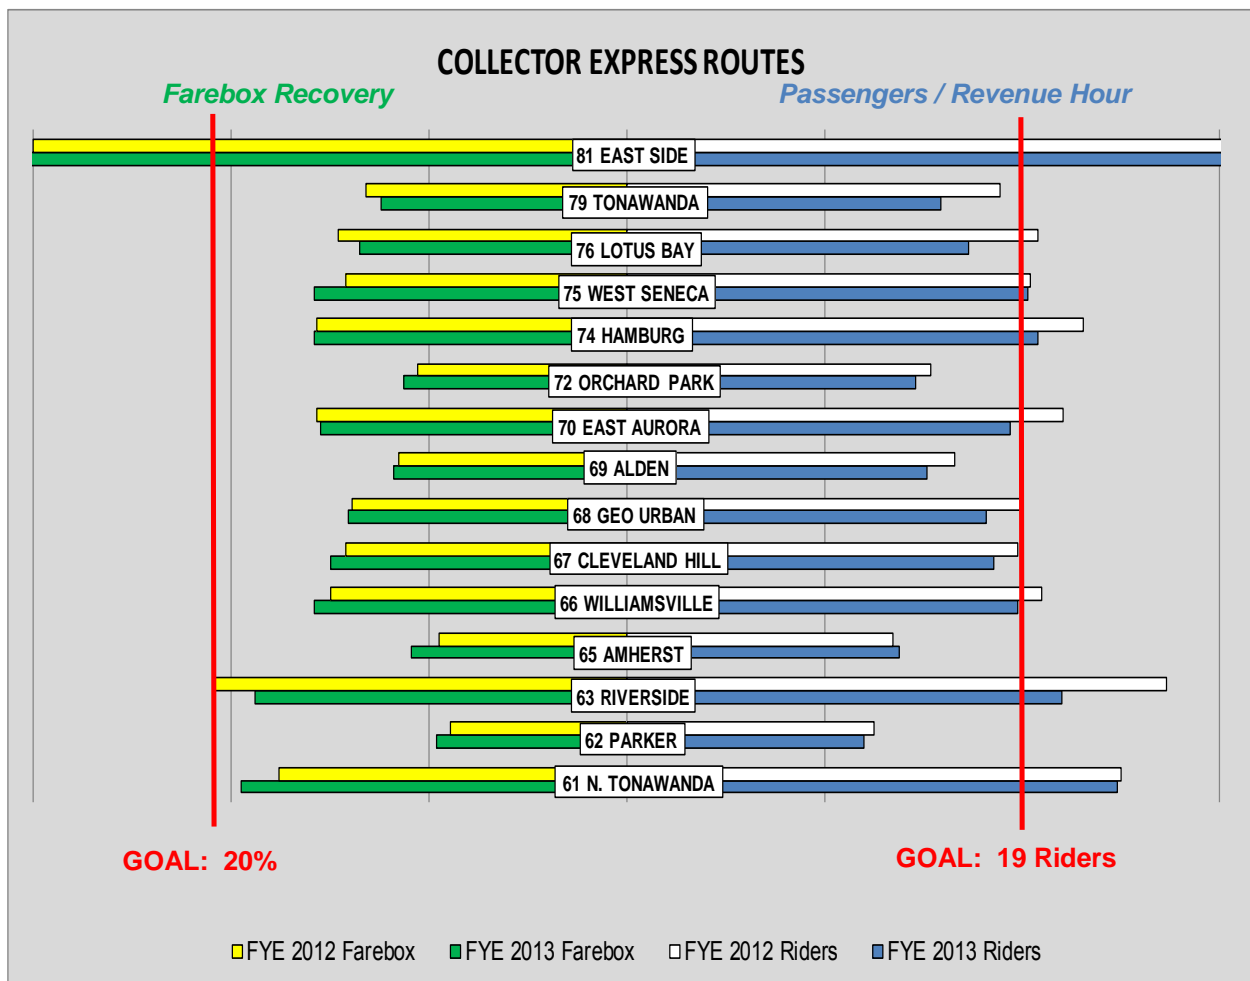 COLLECTOR EXPRESS ROUTES
Farebox Recovery
Passengers / Revenue Hour
81 EAST SIDE
79 TONAWANDA
76 LOTUS BAY
75 WEST SENECA
74 HAMBURG
72 ORCHARD PARK
70 EAST AURORA
69 ALDEN
68 GEO URBAN
67 CLEVELAND HILL
66 WILLIAMSVILLE
65 AMHERST
63 RIVERSIDE
62 PARKER
61 N. TONAWANDA
GOAL: 20%
GOAL: 19 Riders
FYE 2012 Farebox FYE 2013 Farebox FYE 2012 Riders FYE 2013 Riders